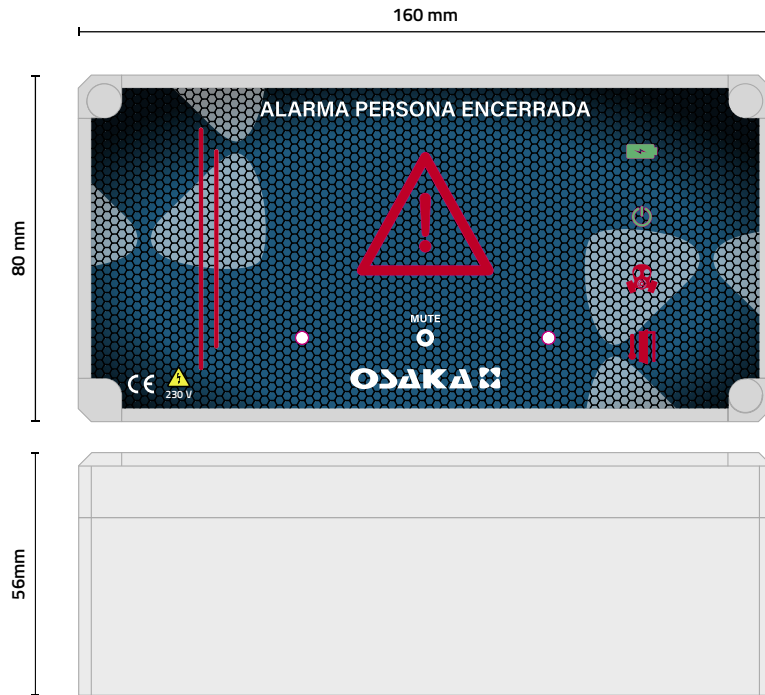 160 mm
80 mm
ALARMA PERSONA ENCERRADA
MUTE
OSAKA
CE
230 V
56mm